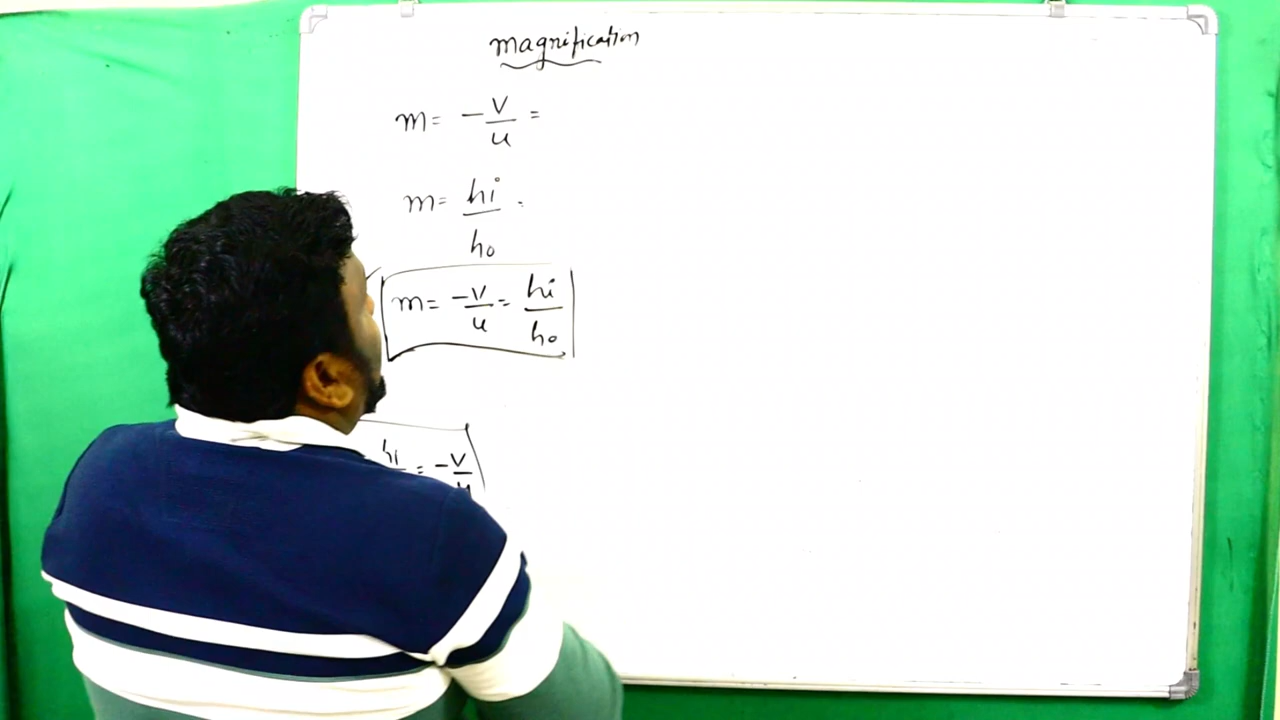 magnification
m = -v/u =
m = hi/ho .
m = -v/u = hi/ho
hi = -v/u